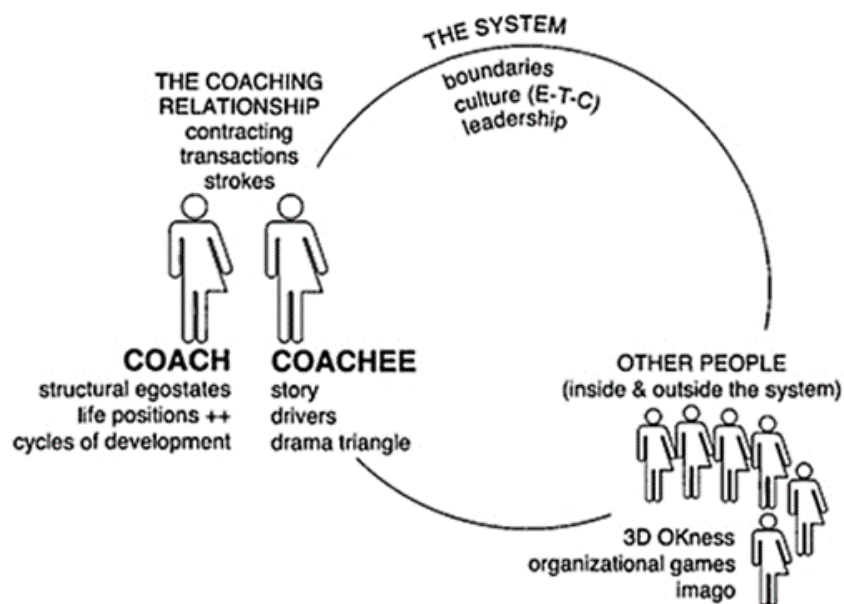 THE SYSTEM
boundaries
culture (E-T-C)
leadership
THE COACHING
RELATIONSHIP
contracting
transactions
strokes
COACH
structural egostates
life positions ++
cycles of development
COACHEE
story
drivers
drama triangle
OTHER PEOPLE
(inside & outside the system)
3D OKness
organizational games
imago